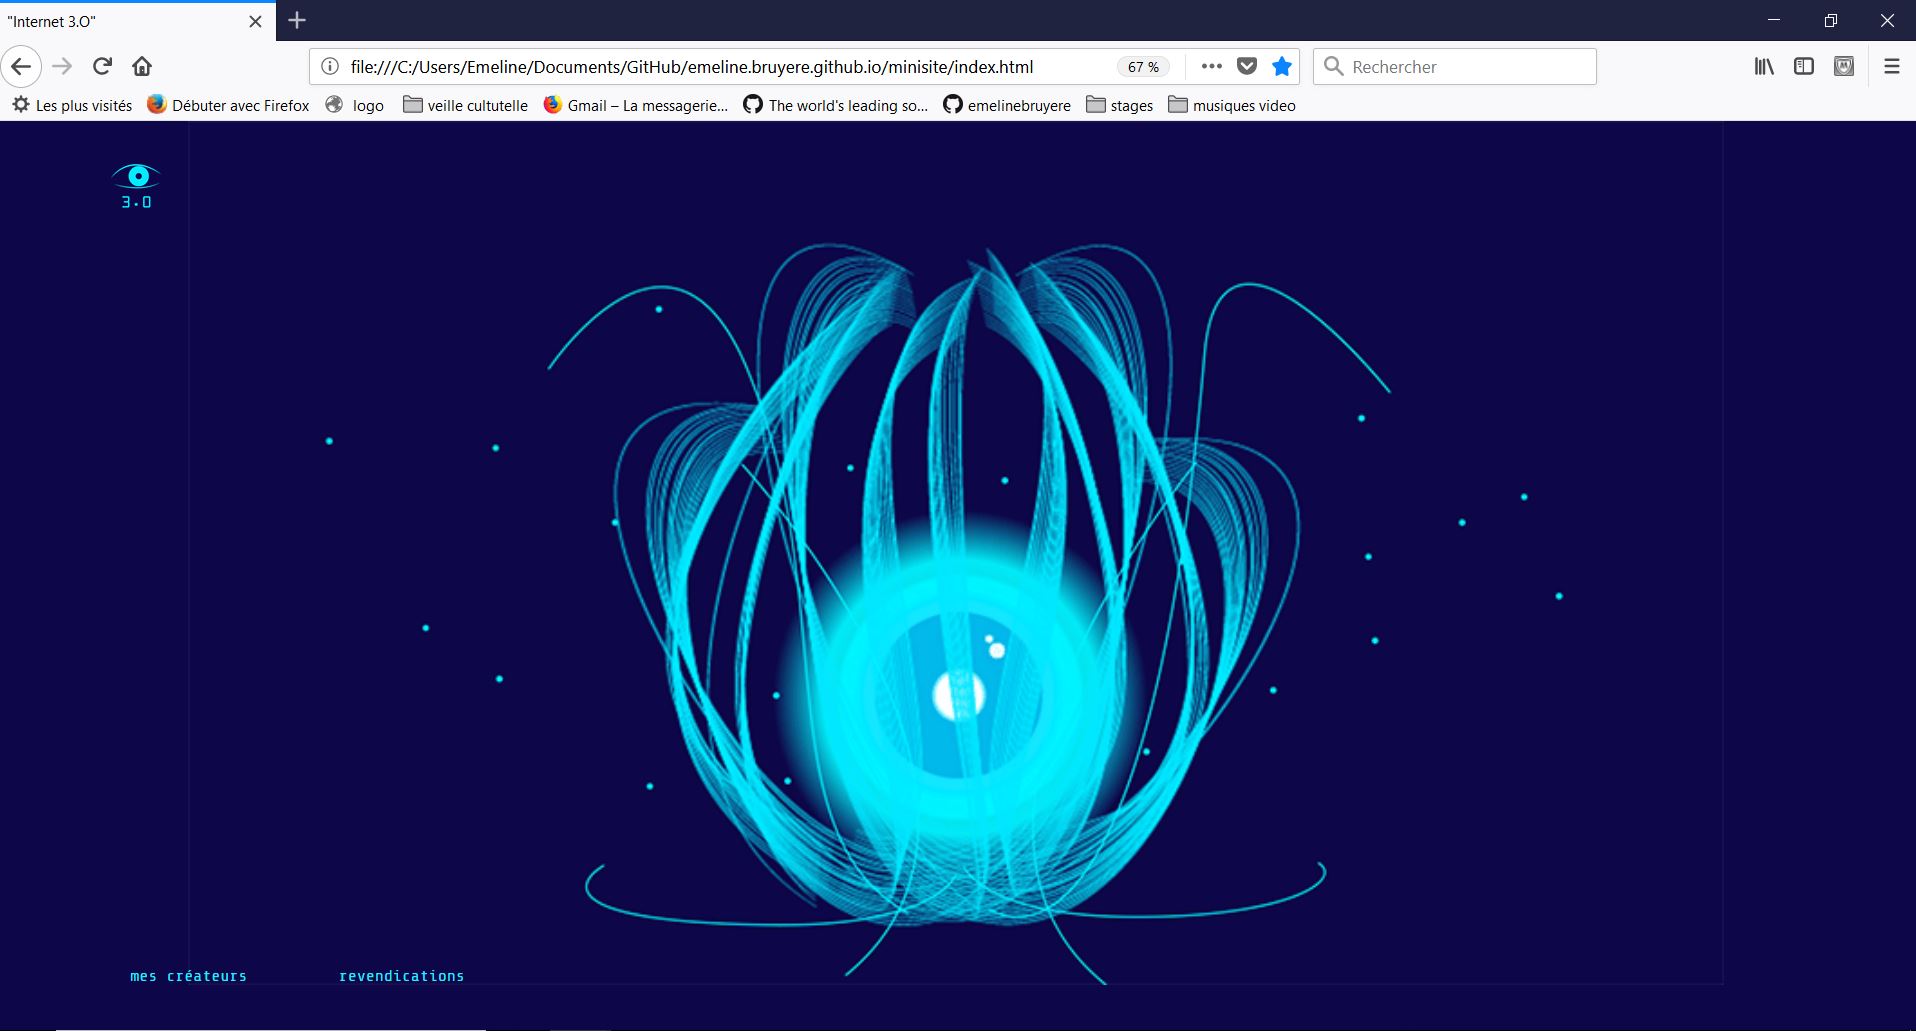 "Internet 3.O"
file:///C:/Users/Emeline/Documents/GitHub/emeline.bruyere.github.io/minisite/index.html
67 %
Rechercher
Les plus visités
Débuter avec Firefox
logo
veille cultutelle
Gmail – La messagerie...
The world's leading so...
emelinebruyere
stages
musiques video
3.O
mes créateurs
revendications